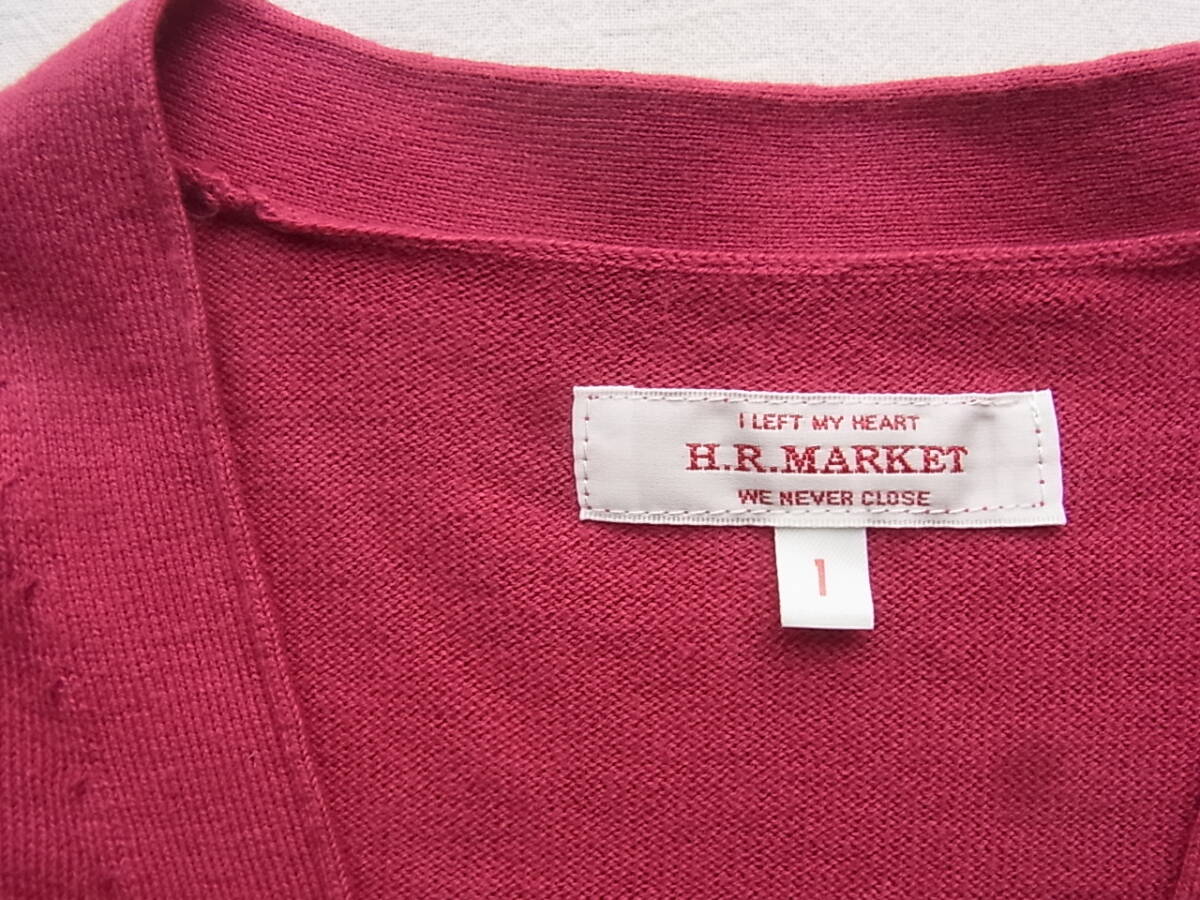 I LEFT MY HEART
H.R.MARKET
WE NEVER CLOSE
1